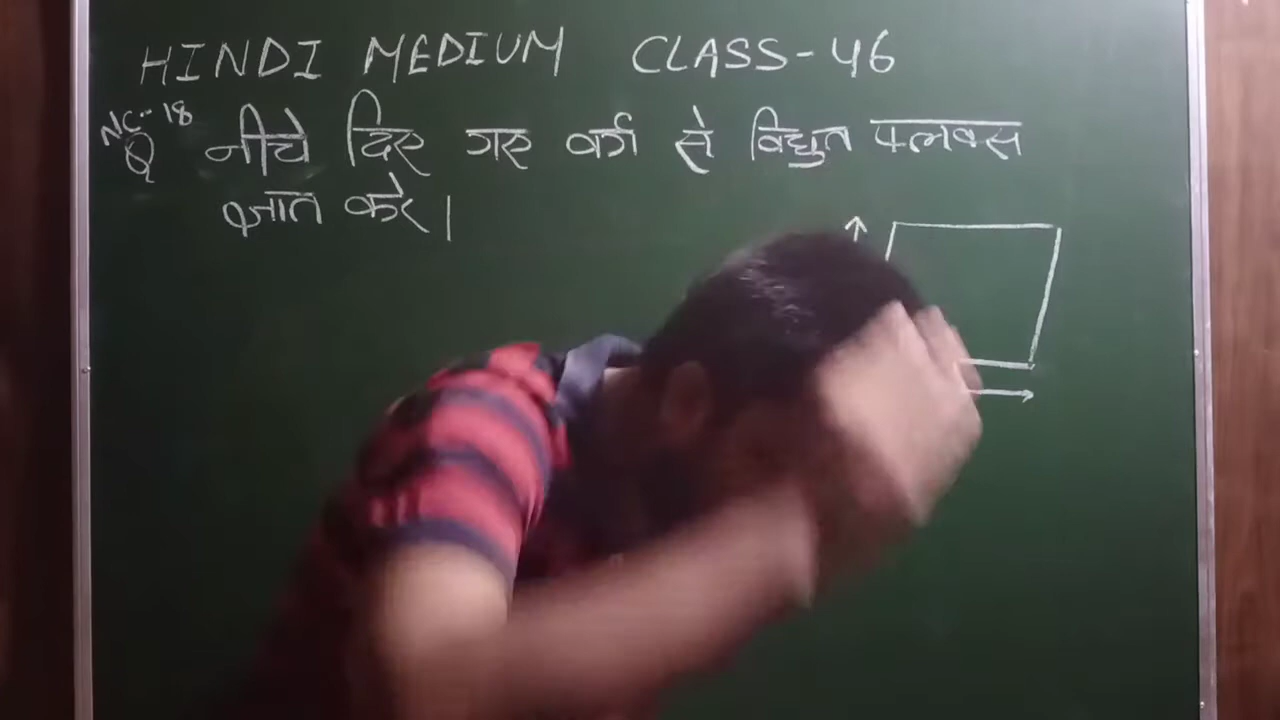 HINDI MEDIUM CLASS-46
NC-18
Q नीचे दिए गए वर्ग से विद्युत फ्लक्स
ज्ञात करे।